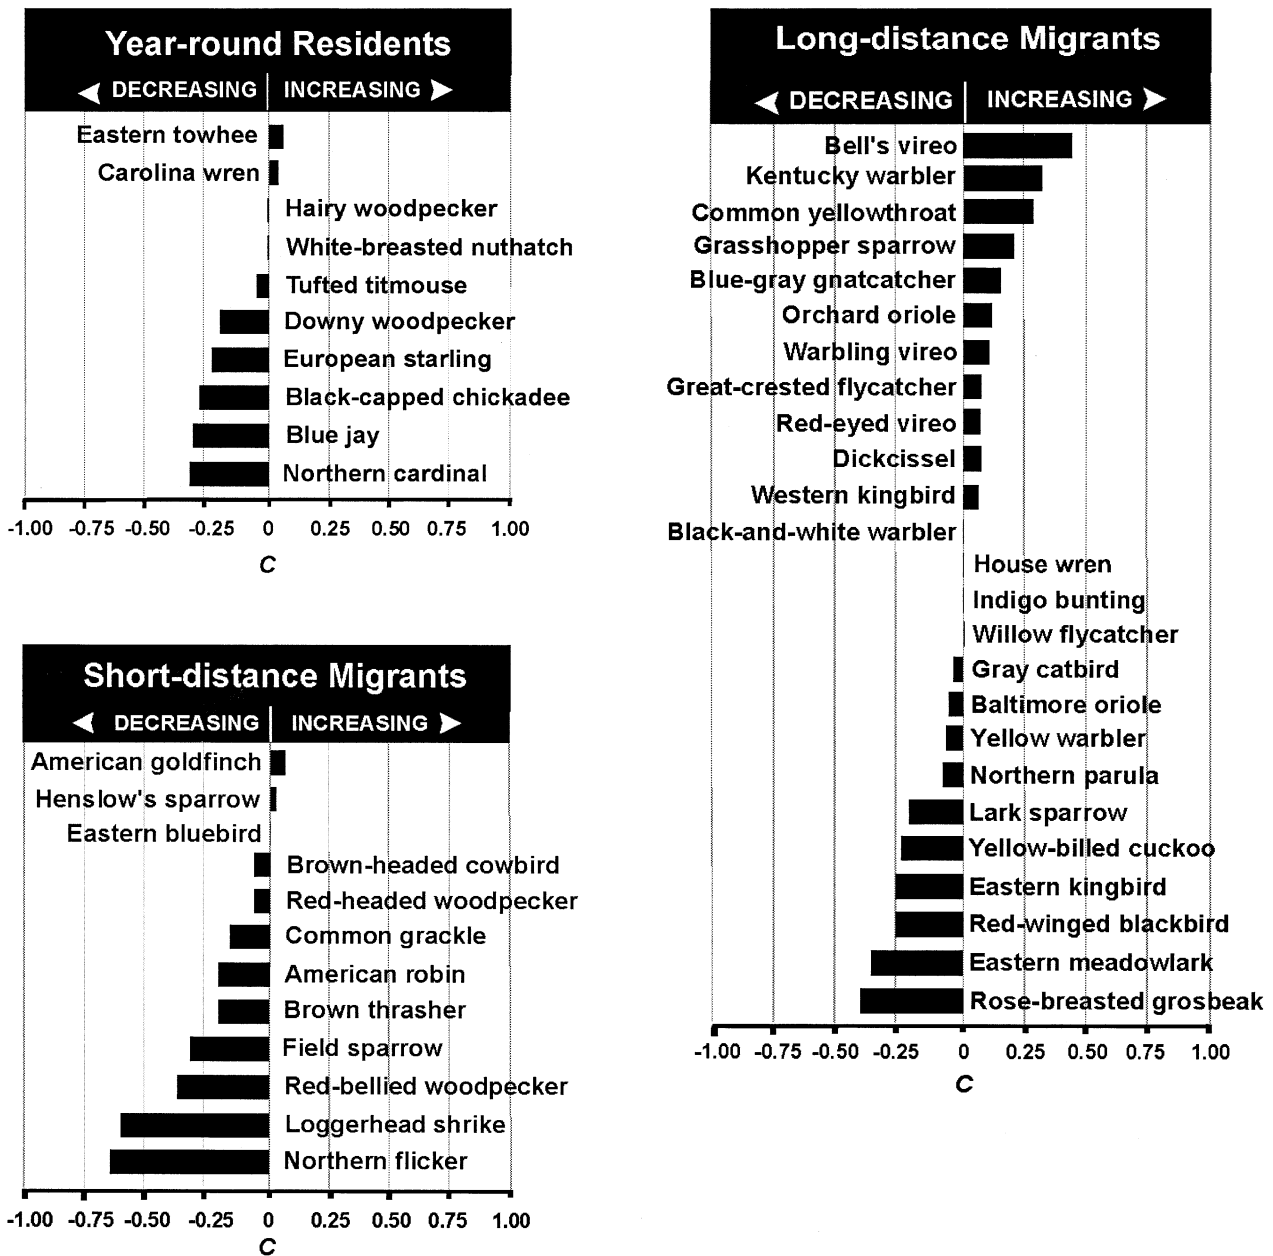 Year-round Residents
DECREASING INCREASING
Eastern towhee
Carolina wren
Hairy woodpecker
White-breasted nuthatch
Tufted titmouse
Downy woodpecker
European starling
Black-capped chickadee
Blue jay
Northern cardinal
-1.00 -0.75 -0.50 -0.25 0 0.25 0.50 0.75 1.00
C
Short-distance Migrants
DECREASING INCREASING
American goldfinch
Henslow's sparrow
Eastern bluebird
Brown-headed cowbird
Red-headed woodpecker
Common grackle
American robin
Brown thrasher
Field sparrow
Red-bellied woodpecker
Loggerhead shrike
Northern flicker
-1.00 -0.75 -0.50 -0.25 0 0.25 0.50 0.75 1.00
C
Long-distance Migrants
DECREASING INCREASING
Bell's vireo
Kentucky warbler
Common yellowthroat
Grasshopper sparrow
Blue-gray gnatcatcher
Orchard oriole
Warbling vireo
Great-crested flycatcher
Red-eyed vireo
Dickcissel
Western kingbird
Black-and-white warbler
House wren
Indigo bunting
Willow flycatcher
Gray catbird
Baltimore oriole
Yellow warbler
Northern parula
Lark sparrow
Yellow-billed cuckoo
Eastern kingbird
Red-winged blackbird
Eastern meadowlark
Rose-breasted grosbeak
-1.00 -0.75 -0.50 -0.25 0 0.25 0.50 0.75 1.00
C